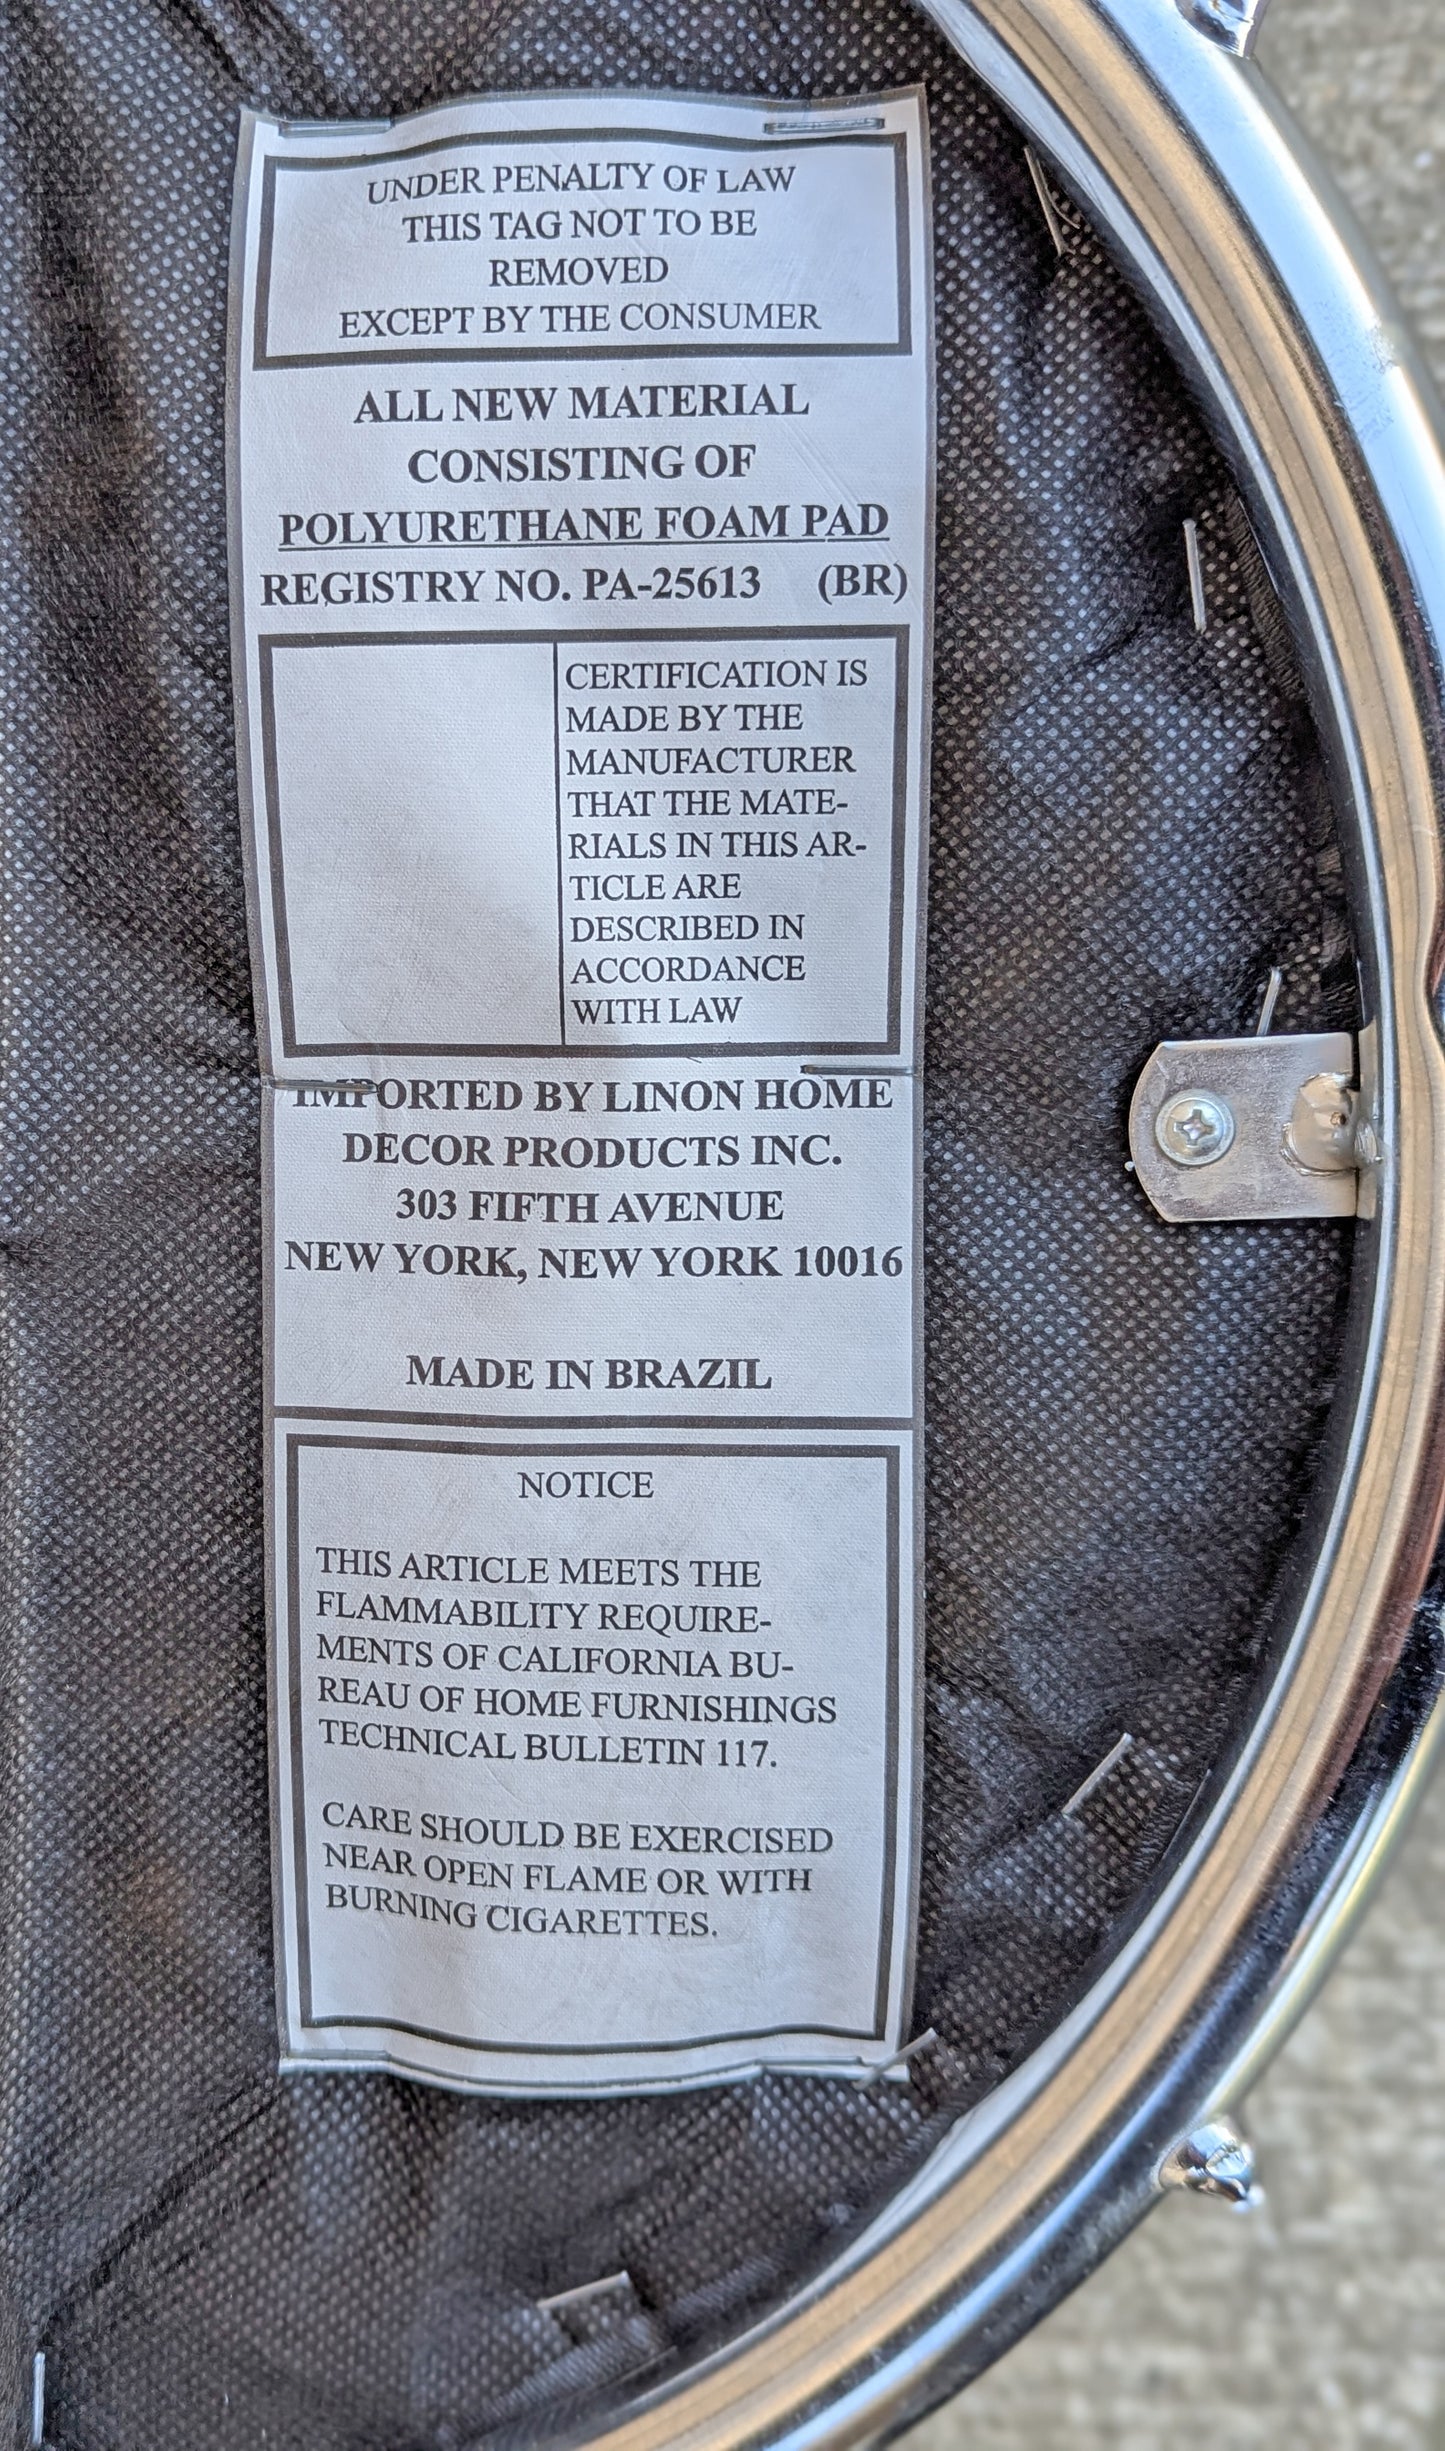 UNDER PENALTY OF LAW
THIS TAG NOT TO BE
REMOVED
EXCEPT BY THE CONSUMER
ALL NEW MATERIAL
CONSISTING OF
POLYURETHANE FOAM PAD
REGISTRY NO. PA-25613 (BR)
CERTIFICATION IS
MADE BY THE
MANUFACTURER
THAT THE MATE-
RIALS IN THIS AR-
TICLE ARE
DESCRIBED IN
ACCORDANCE
WITH LAW
IMPORTED BY LINON HOME
DECOR PRODUCTS INC.
303 FIFTH AVENUE
NEW YORK, NEW YORK 10016
MADE IN BRAZIL
NOTICE
THIS ARTICLE MEETS THE
FLAMMABILITY REQUIRE-
MENTS OF CALIFORNIA BU-
REAU OF HOME FURNISHINGS
TECHNICAL BULLETIN 117.
CARE SHOULD BE EXERCISED
NEAR OPEN FLAME OR WITH
BURNING CIGARETTES.